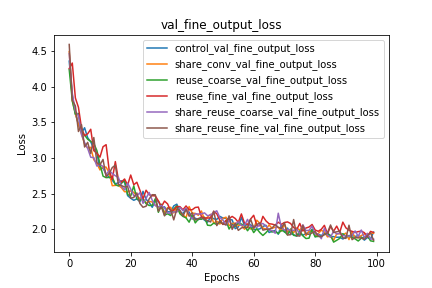 val_fine_output_loss
control_val_fine_output_loss
share_conv_val_fine_output_loss
reuse_coarse_val_fine_output_loss
reuse_fine_val_fine_output_loss
share_reuse_coarse_val_fine_output_loss
share_reuse_fine_val_fine_output_loss
Loss
4.5
4.0
3.5
3.0
2.5
2.0
0 20 40 60 80 100
Epochs